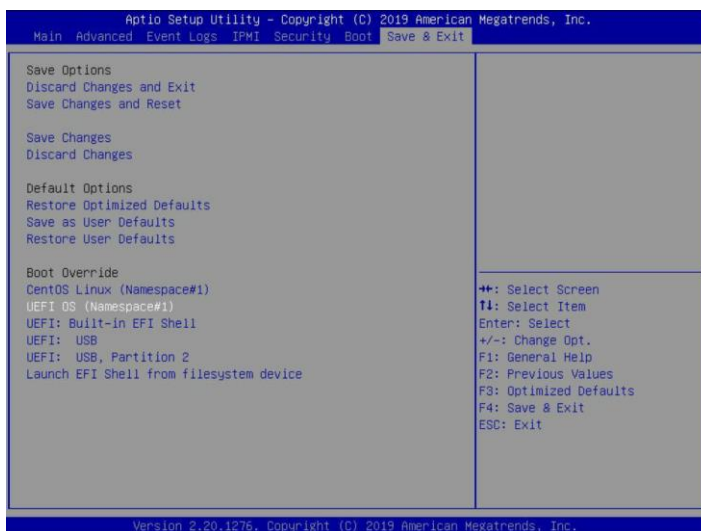 Aptio Setup Utility – Copyright (C) 2019 American Megatrends, Inc.
Main Advanced Event Logs IPMI Security Boot Save & Exit
Save Options
Discard Changes and Exit
Save Changes and Reset
Save Changes
Discard Changes
Default Options
Restore Optimized Defaults
Save as User Defaults
Restore User Defaults
Boot Override
CentOS Linux (Namespace#1)
UEFI OS (Namespace#1)
UEFI: Built-in EFI Shell
UEFI: USB
UEFI: USB, Partition 2
Launch EFI Shell from filesystem device
→←: Select Screen
↑↓: Select Item
Enter: Select
+/-: Change Opt.
F1: General Help
F2: Previous Values
F3: Optimized Defaults
F4: Save & Exit
ESC: Exit
Version 2.20.1276. Copyright (C) 2019 American Megatrends, Inc.